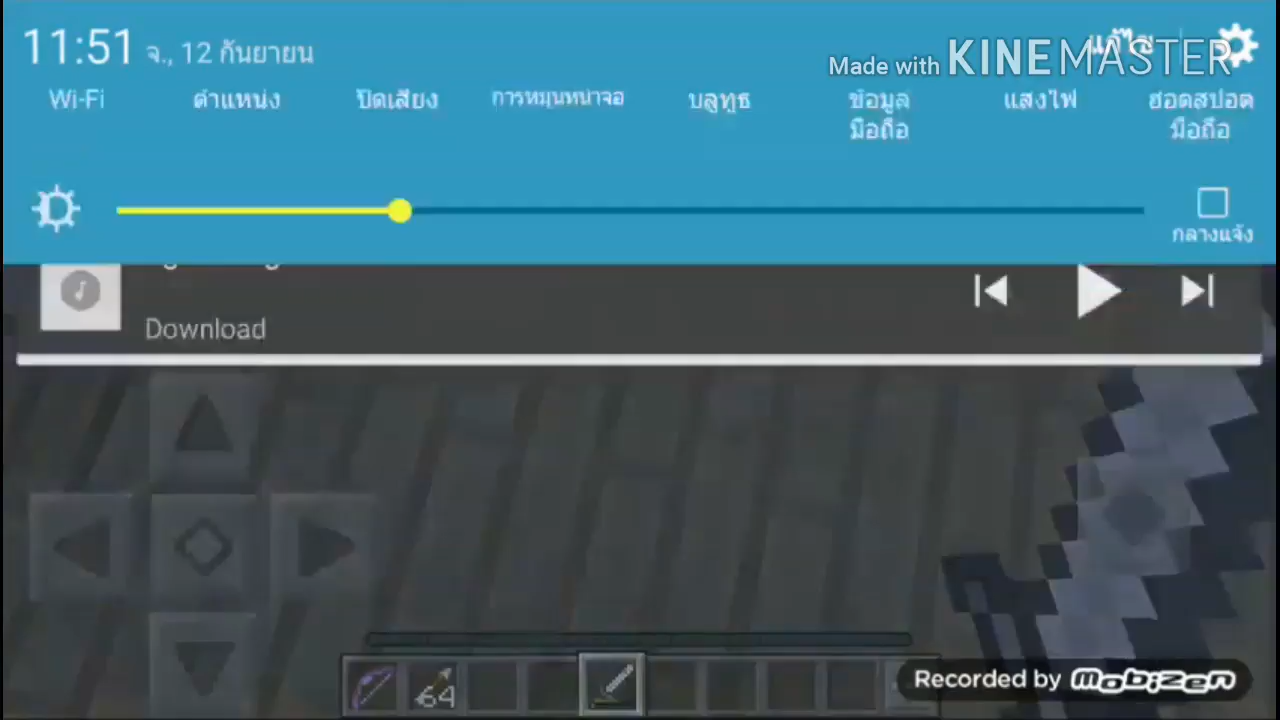 11:51 จ., 12 กันยายน
แก้ไข
Made with KINEMASTER
Wi-Fi
ตำแหน่ง
ปิดเสียง
การหมุนหน้าจอ
บลูทูธ
ข้อมูล
มือถือ
แสงไฟ
ฮอตสปอต
มือถือ
กลางแจ้ง
Download
64
Recorded by mobizen